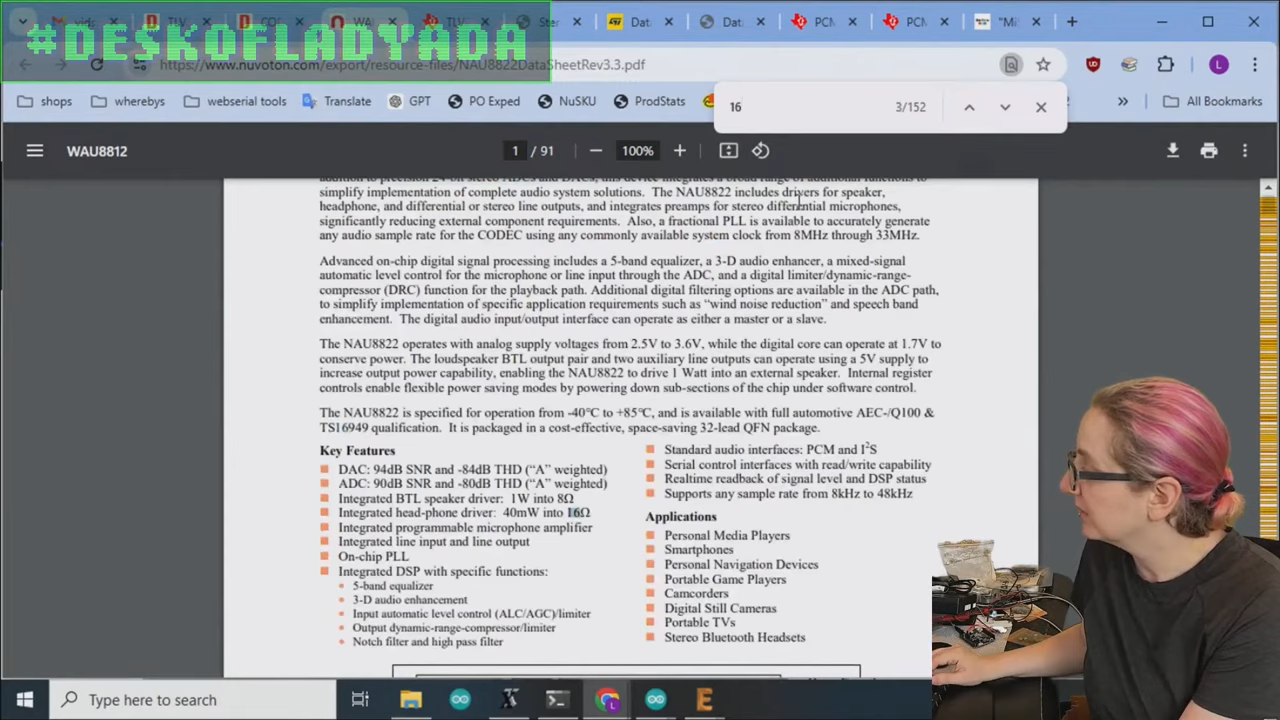 #DESKOFLADYADA
vids
TLV
WA
TLV
Ster
Dat
Dat
PCM
PCM
"Mi
https://www.nuvoton.com/export/resource-files/NAU8822DataSheetRev3.3.pdf
L
shops
wherebys
webserial tools
Translate
GPT
PO Exped
NuSKU
ProdStats
»
All Bookmarks
16
3/152
WAU8812
1 / 91
100%
simplify implementation of complete audio system solutions. The NAU8822 includes drivers for speaker,
headphone, and differential or stereo line outputs, and integrates preamps for stereo differential microphones,
significantly reducing external component requirements. Also, a fractional PLL is available to accurately generate
any audio sample rate for the CODEC using any commonly available system clock from 8MHz through 33MHz.
Advanced on-chip digital signal processing includes a 5-band equalizer, a 3-D audio enhancer, a mixed-signal
automatic level control for the microphone or line input through the ADC, and a digital limiter/dynamic-range-
compressor (DRC) function for the playback path. Additional digital filtering options are available in the ADC path,
to simplify implementation of specific application requirements such as “wind noise reduction” and speech band
enhancement. The digital audio input/output interface can operate as either a master or a slave.
The NAU8822 operates with analog supply voltages from 2.5V to 3.6V, while the digital core can operate at 1.7V to
conserve power. The loudspeaker BTL output pair and two auxiliary line outputs can operate using a 5V supply to
increase output power capability, enabling the NAU8822 to drive 1 Watt into an external speaker. Internal register
controls enable flexible power saving modes by powering down sub-sections of the chip under software control.
The NAU8822 is specified for operation from -40°C to +85°C, and is available with full automotive AEC-/Q100 &
TS16949 qualification. It is packaged in a cost-effective, space-saving 32-lead QFN package.
Key Features
DAC: 94dB SNR and -84dB THD (“A” weighted)
ADC: 90dB SNR and -80dB THD (“A” weighted)
Integrated BTL speaker driver: 1W into 8Ω
Integrated head-phone driver: 40mW into 16Ω
Integrated programmable microphone amplifier
Integrated line input and line output
On-chip PLL
Integrated DSP with specific functions:
5-band equalizer
3-D audio enhancement
Input automatic level control (ALC/AGC)/limiter
Output dynamic-range-compressor/limiter
Notch filter and high pass filter
Standard audio interfaces: PCM and I²S
Serial control interfaces with read/write capability
Realtime readback of signal level and DSP status
Supports any sample rate from 8kHz to 48kHz
Applications
Personal Media Players
Smartphones
Personal Navigation Devices
Portable Game Players
Camcorders
Digital Still Cameras
Portable TVs
Stereo Bluetooth Headsets
Type here to search